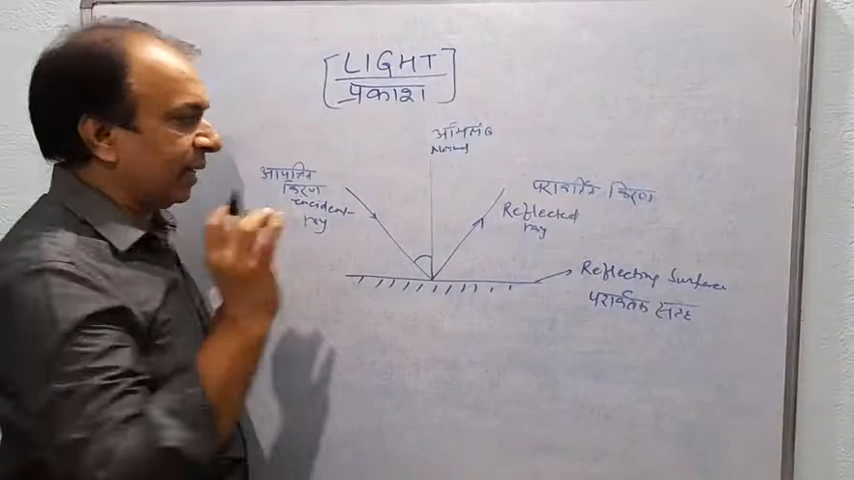 LIGHT
प्रकाश
अभिलंब
Normal
आपतित
किरण
incident
ray
परावर्तित किरण
Reflected
ray
Reflecting Surface
परावर्तक सतह